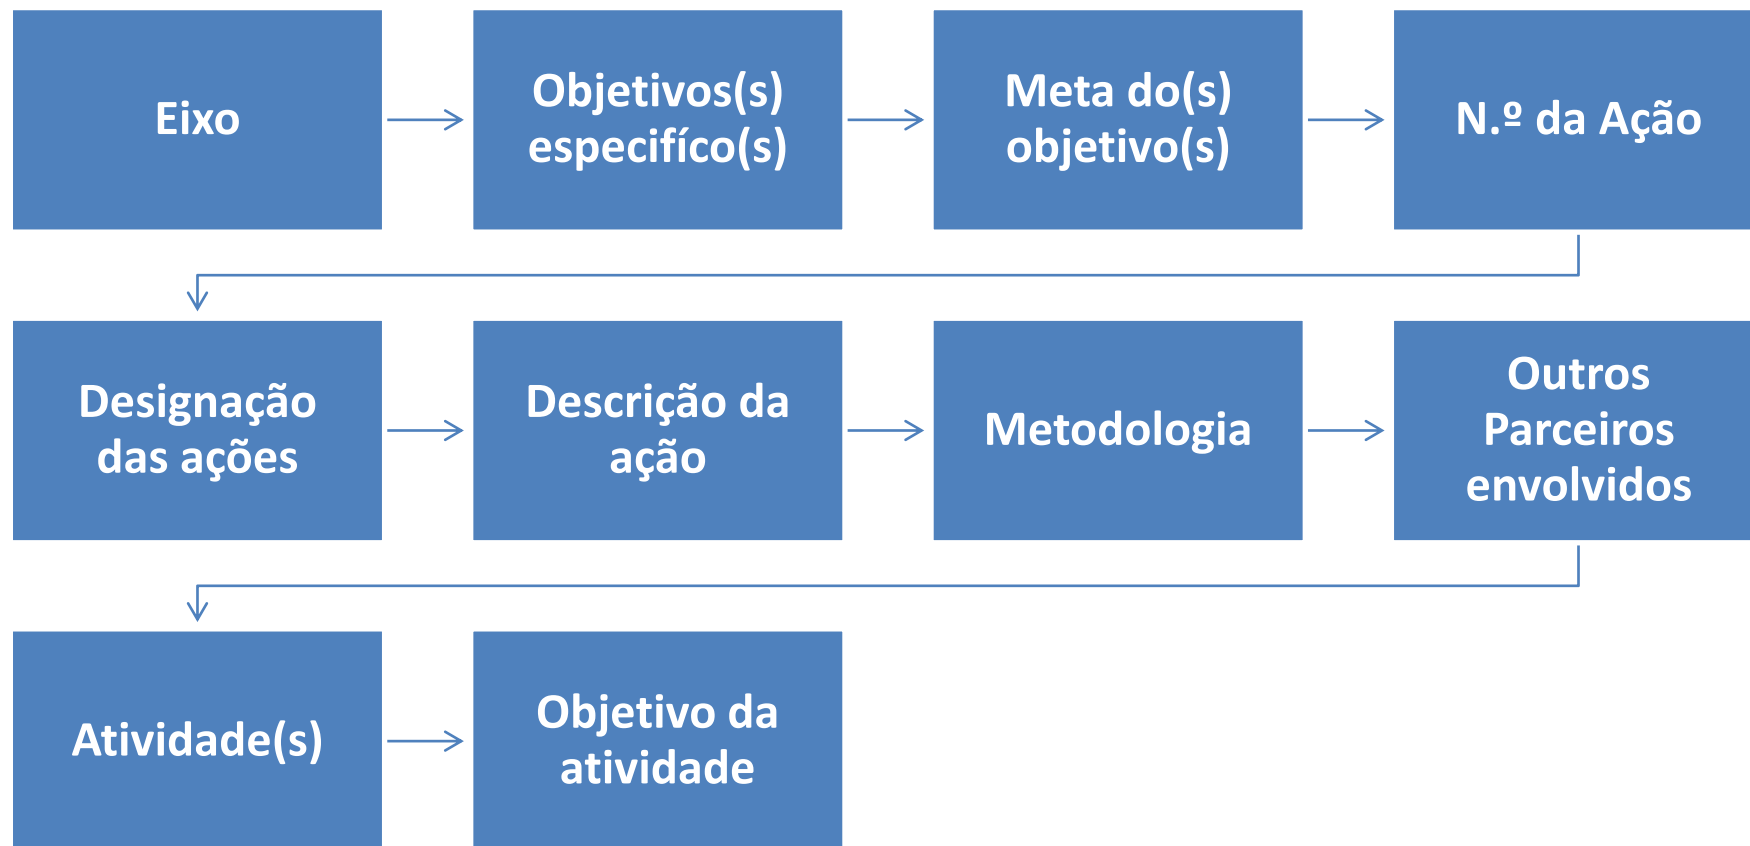 Eixo
Objetivos(s)
especifíco(s)
Meta do(s)
objetivo(s)
N.º da Ação
Designação
das ações
Descrição da
ação
Metodologia
Outros
Parceiros
envolvidos
Atividade(s)
Objetivo da
atividade